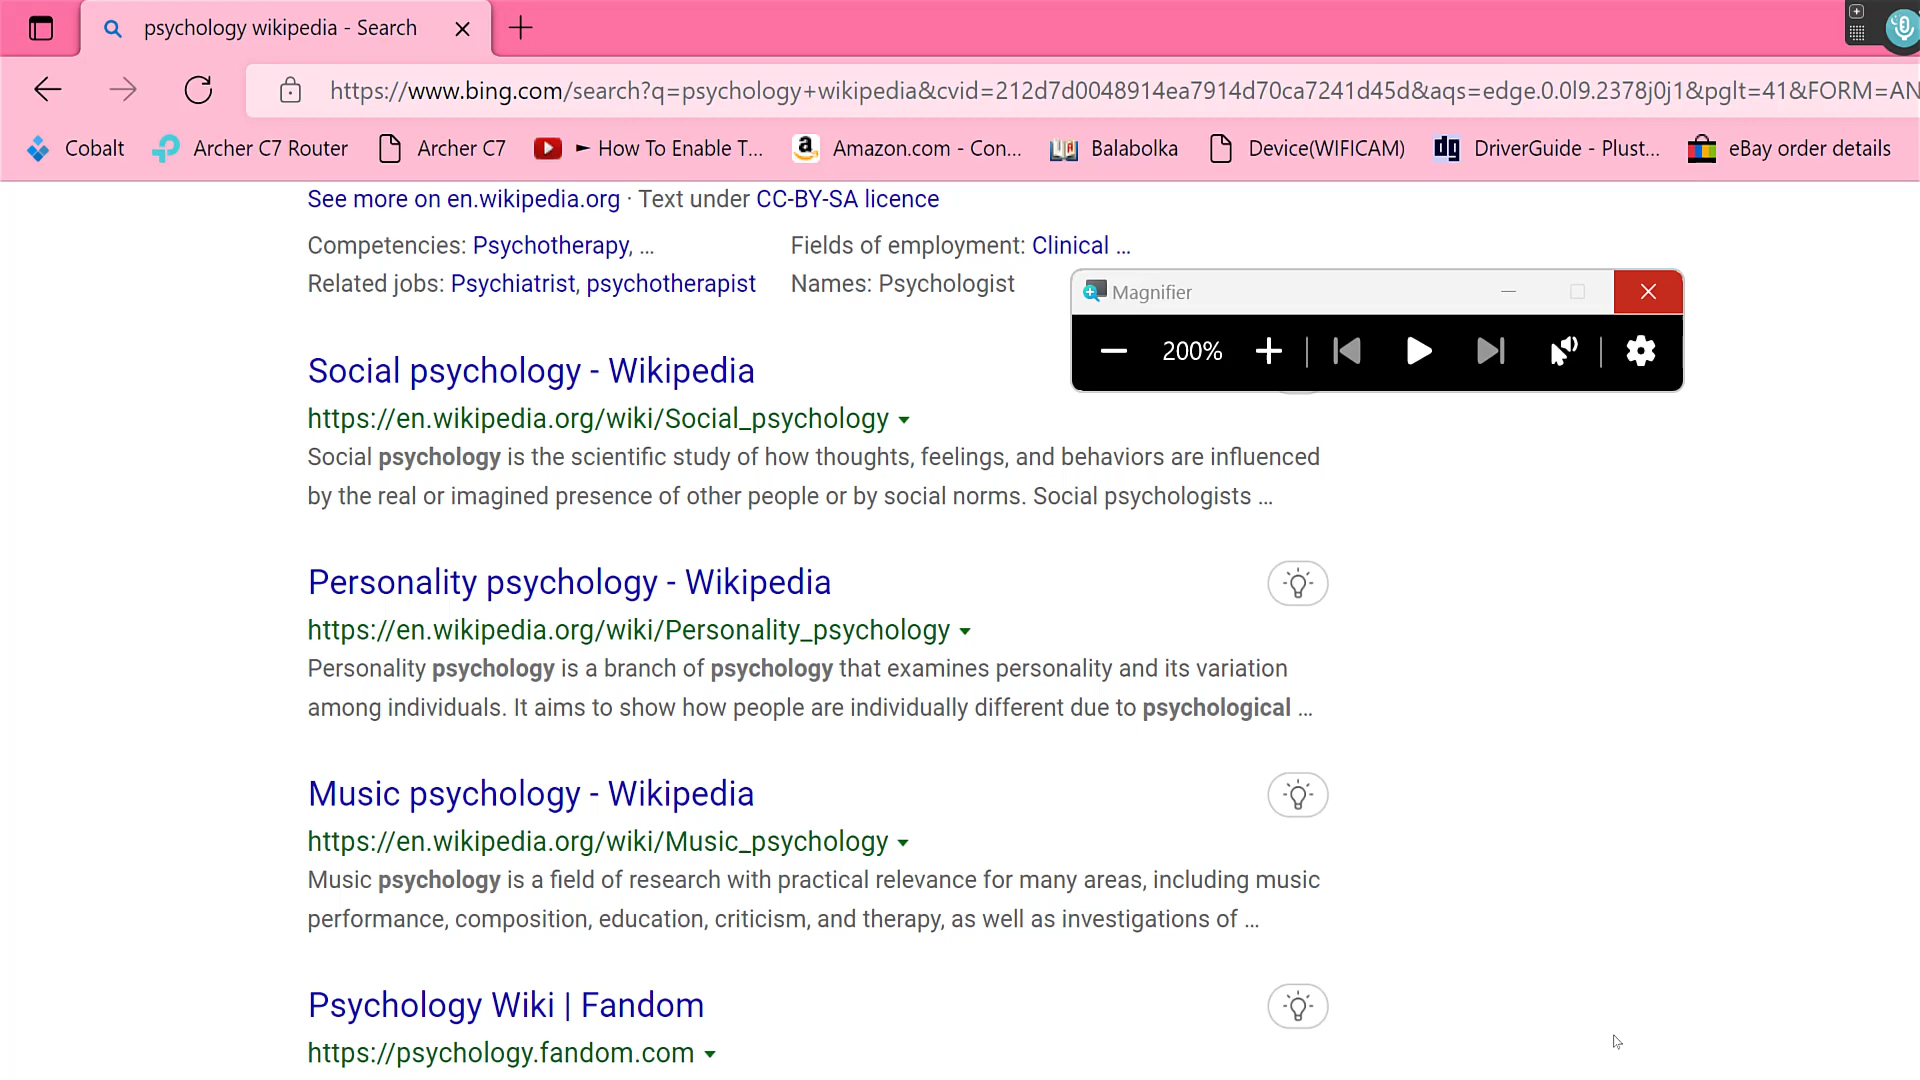 psychology wikipedia - Search
https://www.bing.com/search?q=psychology+wikipedia&cvid=212d7d0048914ea7914d70ca7241d45d&aqs=edge.0.0l9.2378j0j1&pglt=41&FORM=AN
Cobalt Archer C7 Router Archer C7 ► How To Enable T... Amazon.com - Con... Balabolka Device(WIFICAM) DriverGuide - Plust... eBay order details
See more on en.wikipedia.org · Text under CC-BY-SA licence
Competencies: Psychotherapy, ... Fields of employment: Clinical ...
Related jobs: Psychiatrist, psychotherapist Names: Psychologist
Magnifier
200%
Social psychology - Wikipedia
https://en.wikipedia.org/wiki/Social_psychology
Social psychology is the scientific study of how thoughts, feelings, and behaviors are influenced
by the real or imagined presence of other people or by social norms. Social psychologists ...
Personality psychology - Wikipedia
https://en.wikipedia.org/wiki/Personality_psychology
Personality psychology is a branch of psychology that examines personality and its variation
among individuals. It aims to show how people are individually different due to psychological ...
Music psychology - Wikipedia
https://en.wikipedia.org/wiki/Music_psychology
Music psychology is a field of research with practical relevance for many areas, including music
performance, composition, education, criticism, and therapy, as well as investigations of ...
Psychology Wiki | Fandom
https://psychology.fandom.com